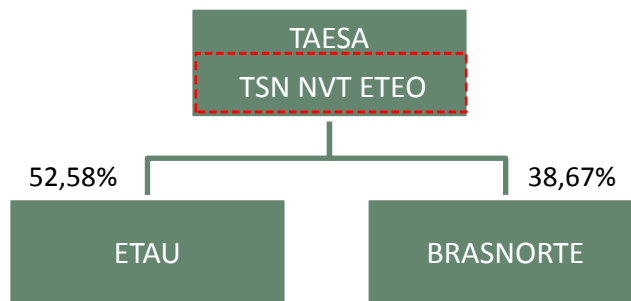 TAESA
TSN NVT ETEO
52,58%
38,67%
ETAU
BRASNORTE